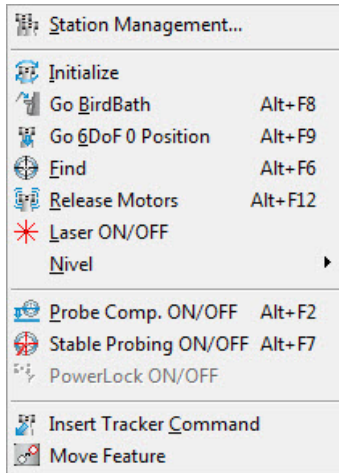 Station Management...
Initialize
Go BirdBath Alt+F8
Go 6DoF 0 Position Alt+F9
Find Alt+F6
Release Motors Alt+F12
Laser ON/OFF
Nivel
Probe Comp. ON/OFF Alt+F2
Stable Probing ON/OFF Alt+F7
PowerLock ON/OFF
Insert Tracker Command
Move Feature